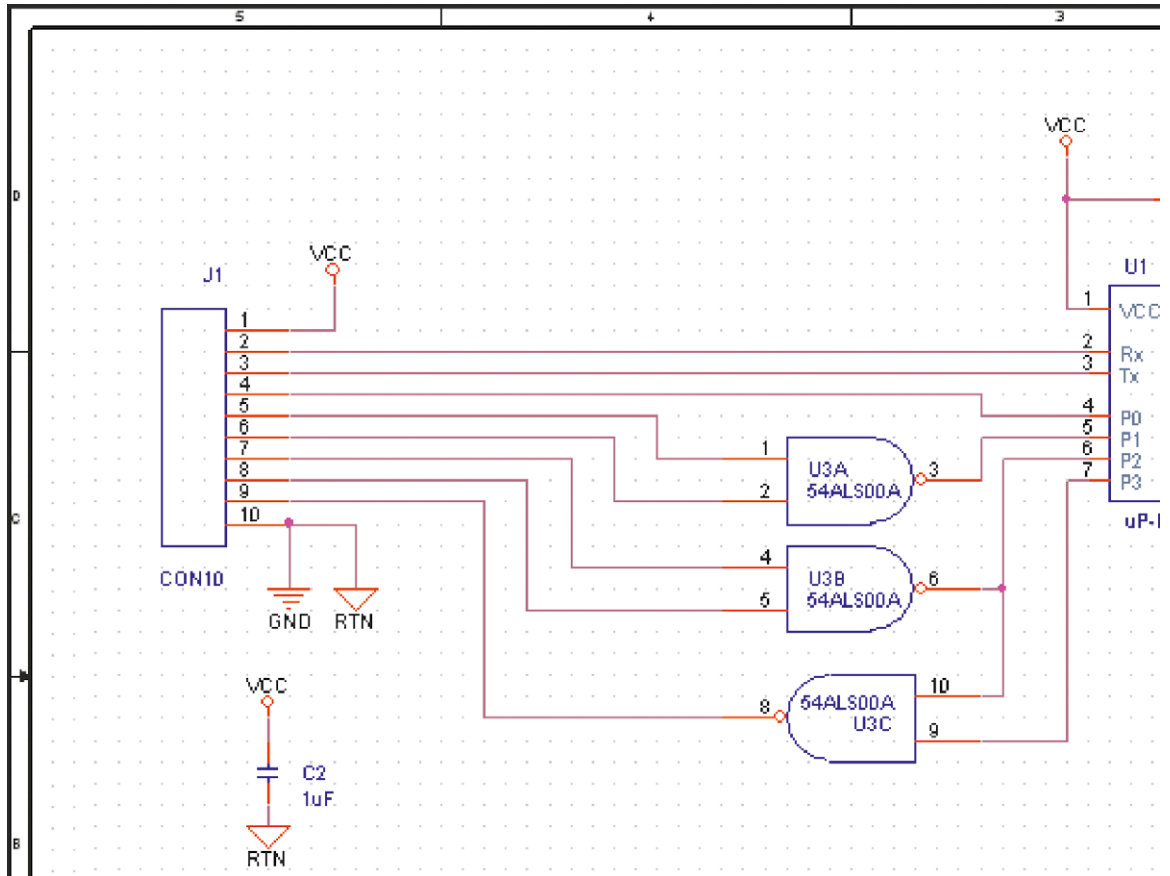 5 4 3
VCC
D
J1
VCC
U1
1
2
3
4
5
6
7
8
9
10
CON10
GND RTN
1 VCC
2 Rx
3 Tx
4 P0
5 P1
6 P2
7 P3
1
2
U3A
54ALS00A
3
C
4
5
U3B
54ALS00A
6
8
54ALS00A
U3C
10
9
VCC
C2
1uF
RTN
B